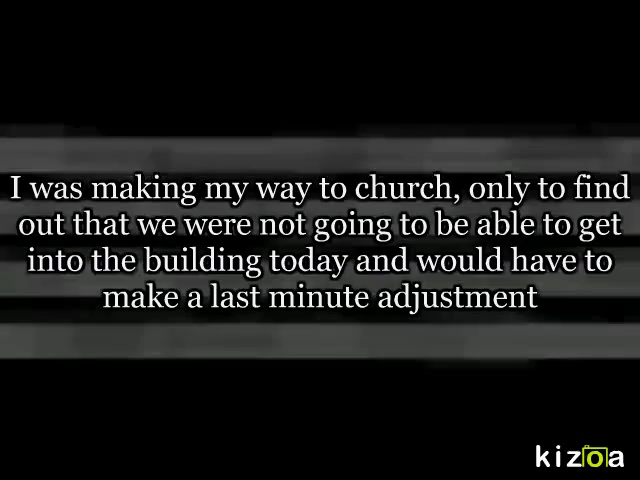 I was making my way to church, only to find
out that we were not going to be able to get
into the building today and would have to
make a last minute adjustment
kizoa